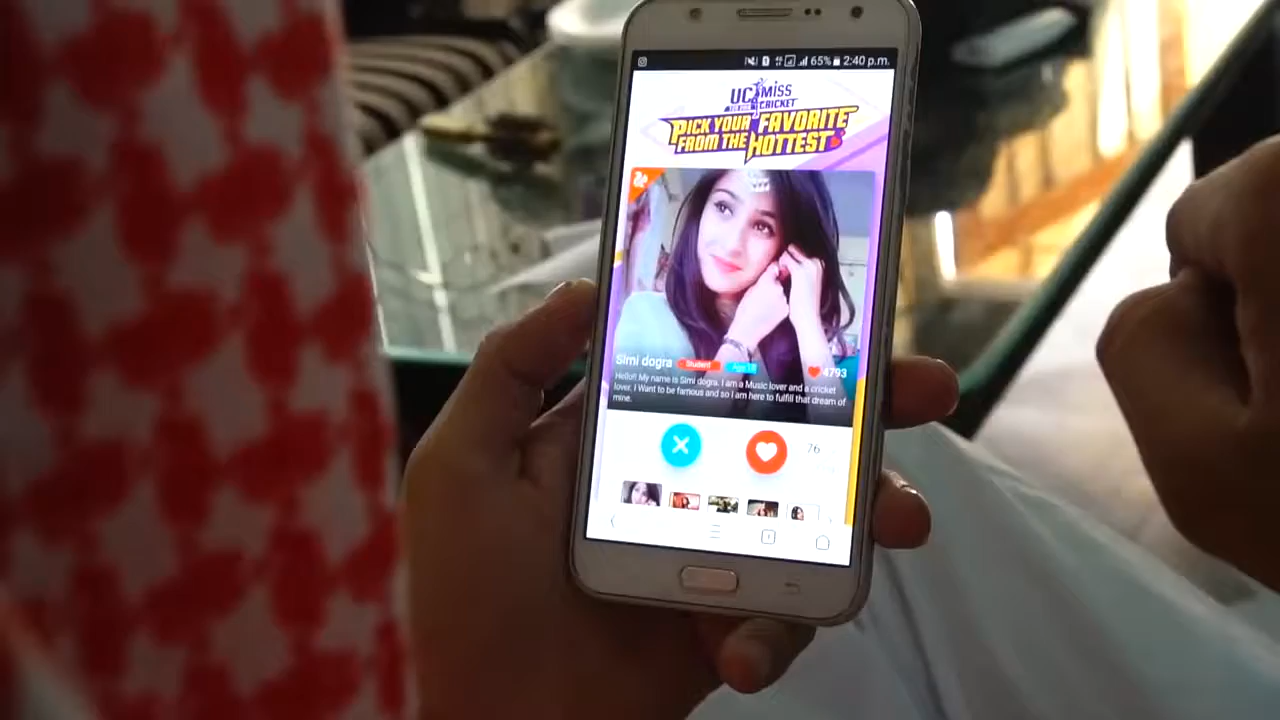 65% 2:40 p.m.
UC Miss
CRICKET
PICK YOUR FAVORITE
FROM THE HOTTEST
Simi dogra Student 4793
Hello!! My name is Simi dogra. I am a Music lover and a cricket
lover. I Want to be famous and so I am here to fulfill that dream of
mine.
76